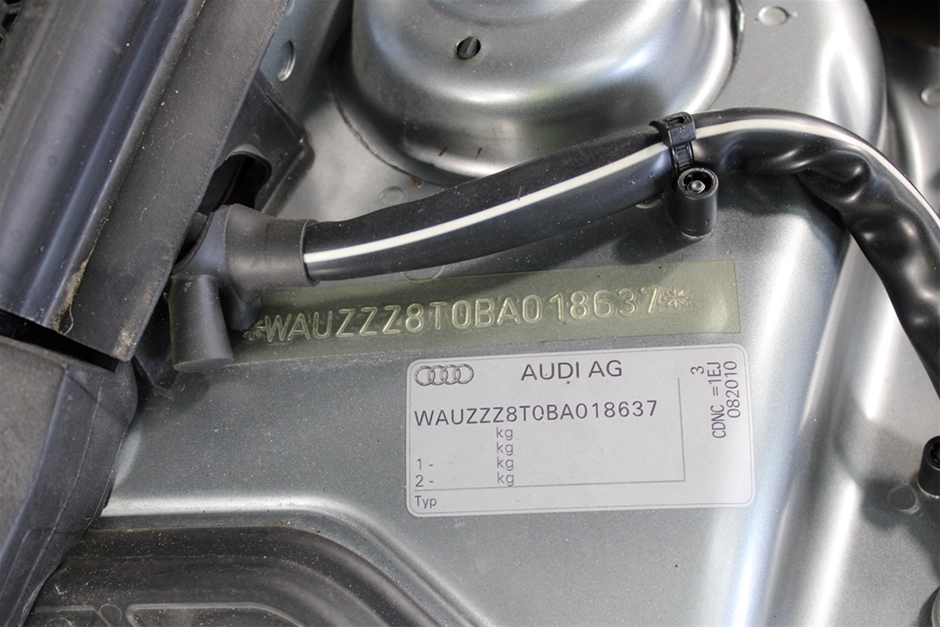 *WAUZZZ8T0BA018637*
AUDI AG
WAUZZZ8T0BA018637
kg
kg
1 - kg
2 - kg
Typ
3
CDNC =1EJ
082010